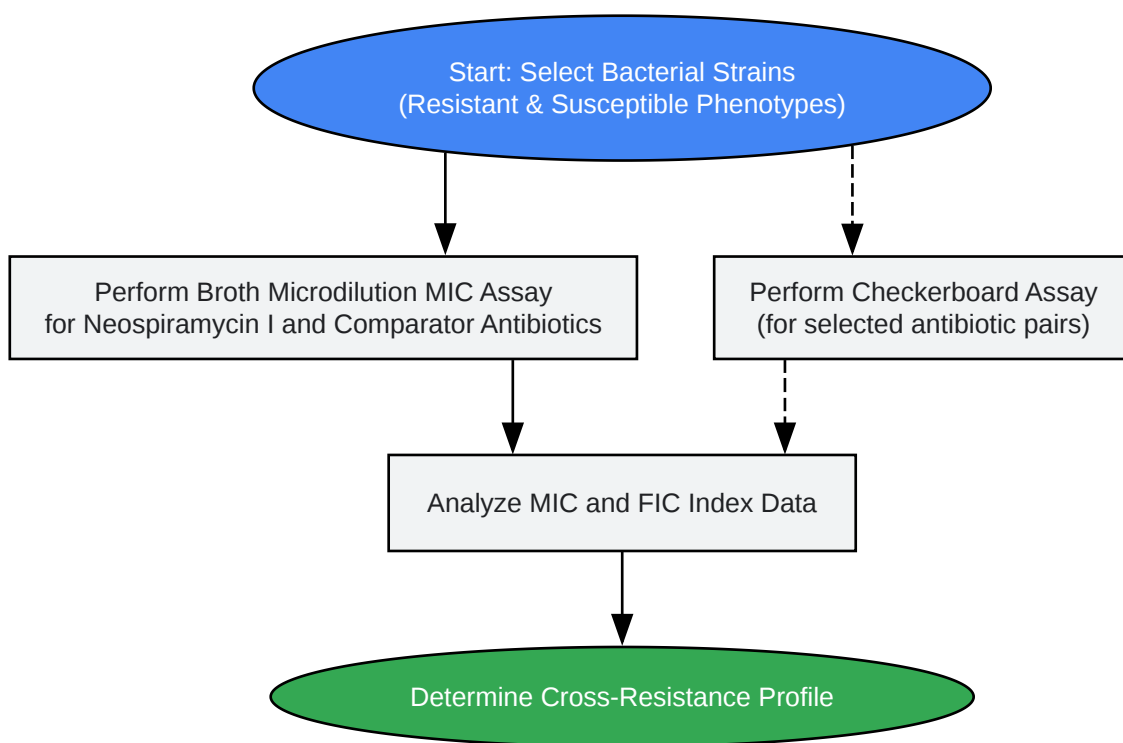 Start: Select Bacterial Strains
(Resistant & Susceptible Phenotypes)
Perform Broth Microdilution MIC Assay
for Neospiramycin I and Comparator Antibiotics
Perform Checkerboard Assay
(for selected antibiotic pairs)
Analyze MIC and FIC Index Data
Determine Cross-Resistance Profile